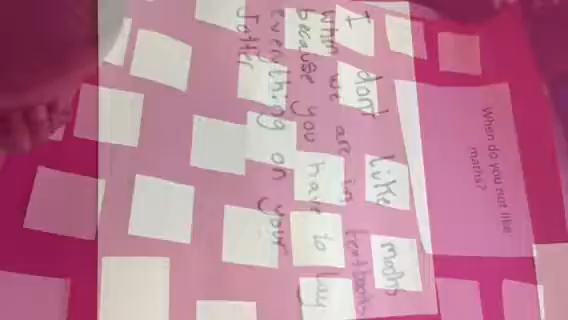 When do you not like
maths?
I don't like maths
when we are in textbooks
because you have to lay
everything on your
Jotter